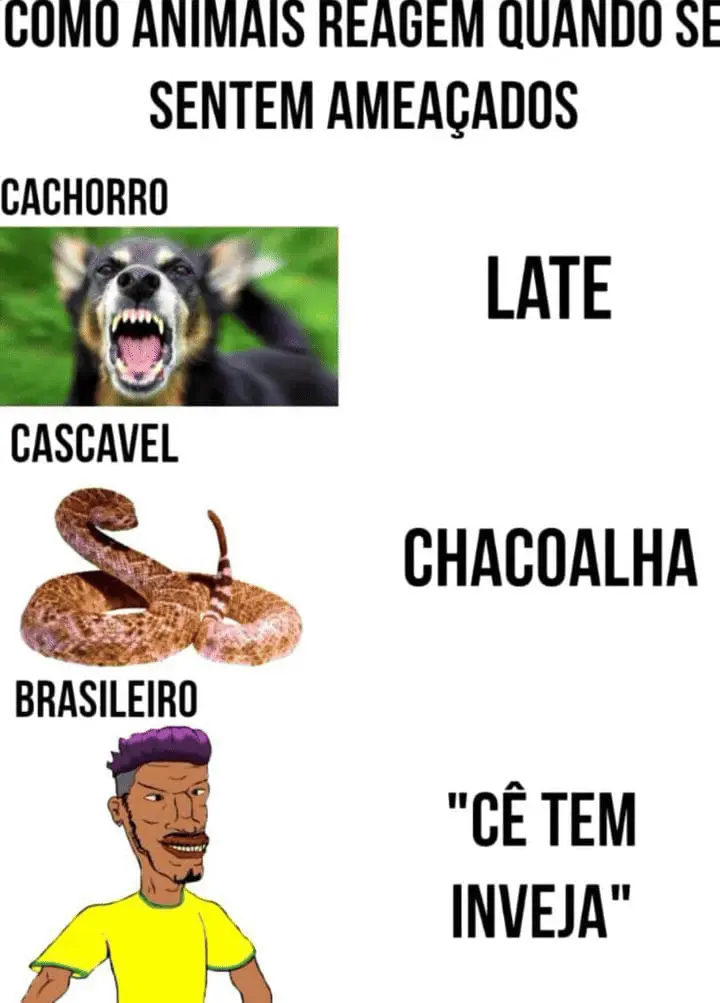 COMO ANIMAIS REAGEM QUANDO SE
SENTEM AMEAÇADOS
CACHORRO
LATE
CASCAVEL
CHACOALHA
BRASILEIRO
"CÊ TEM
INVEJA"